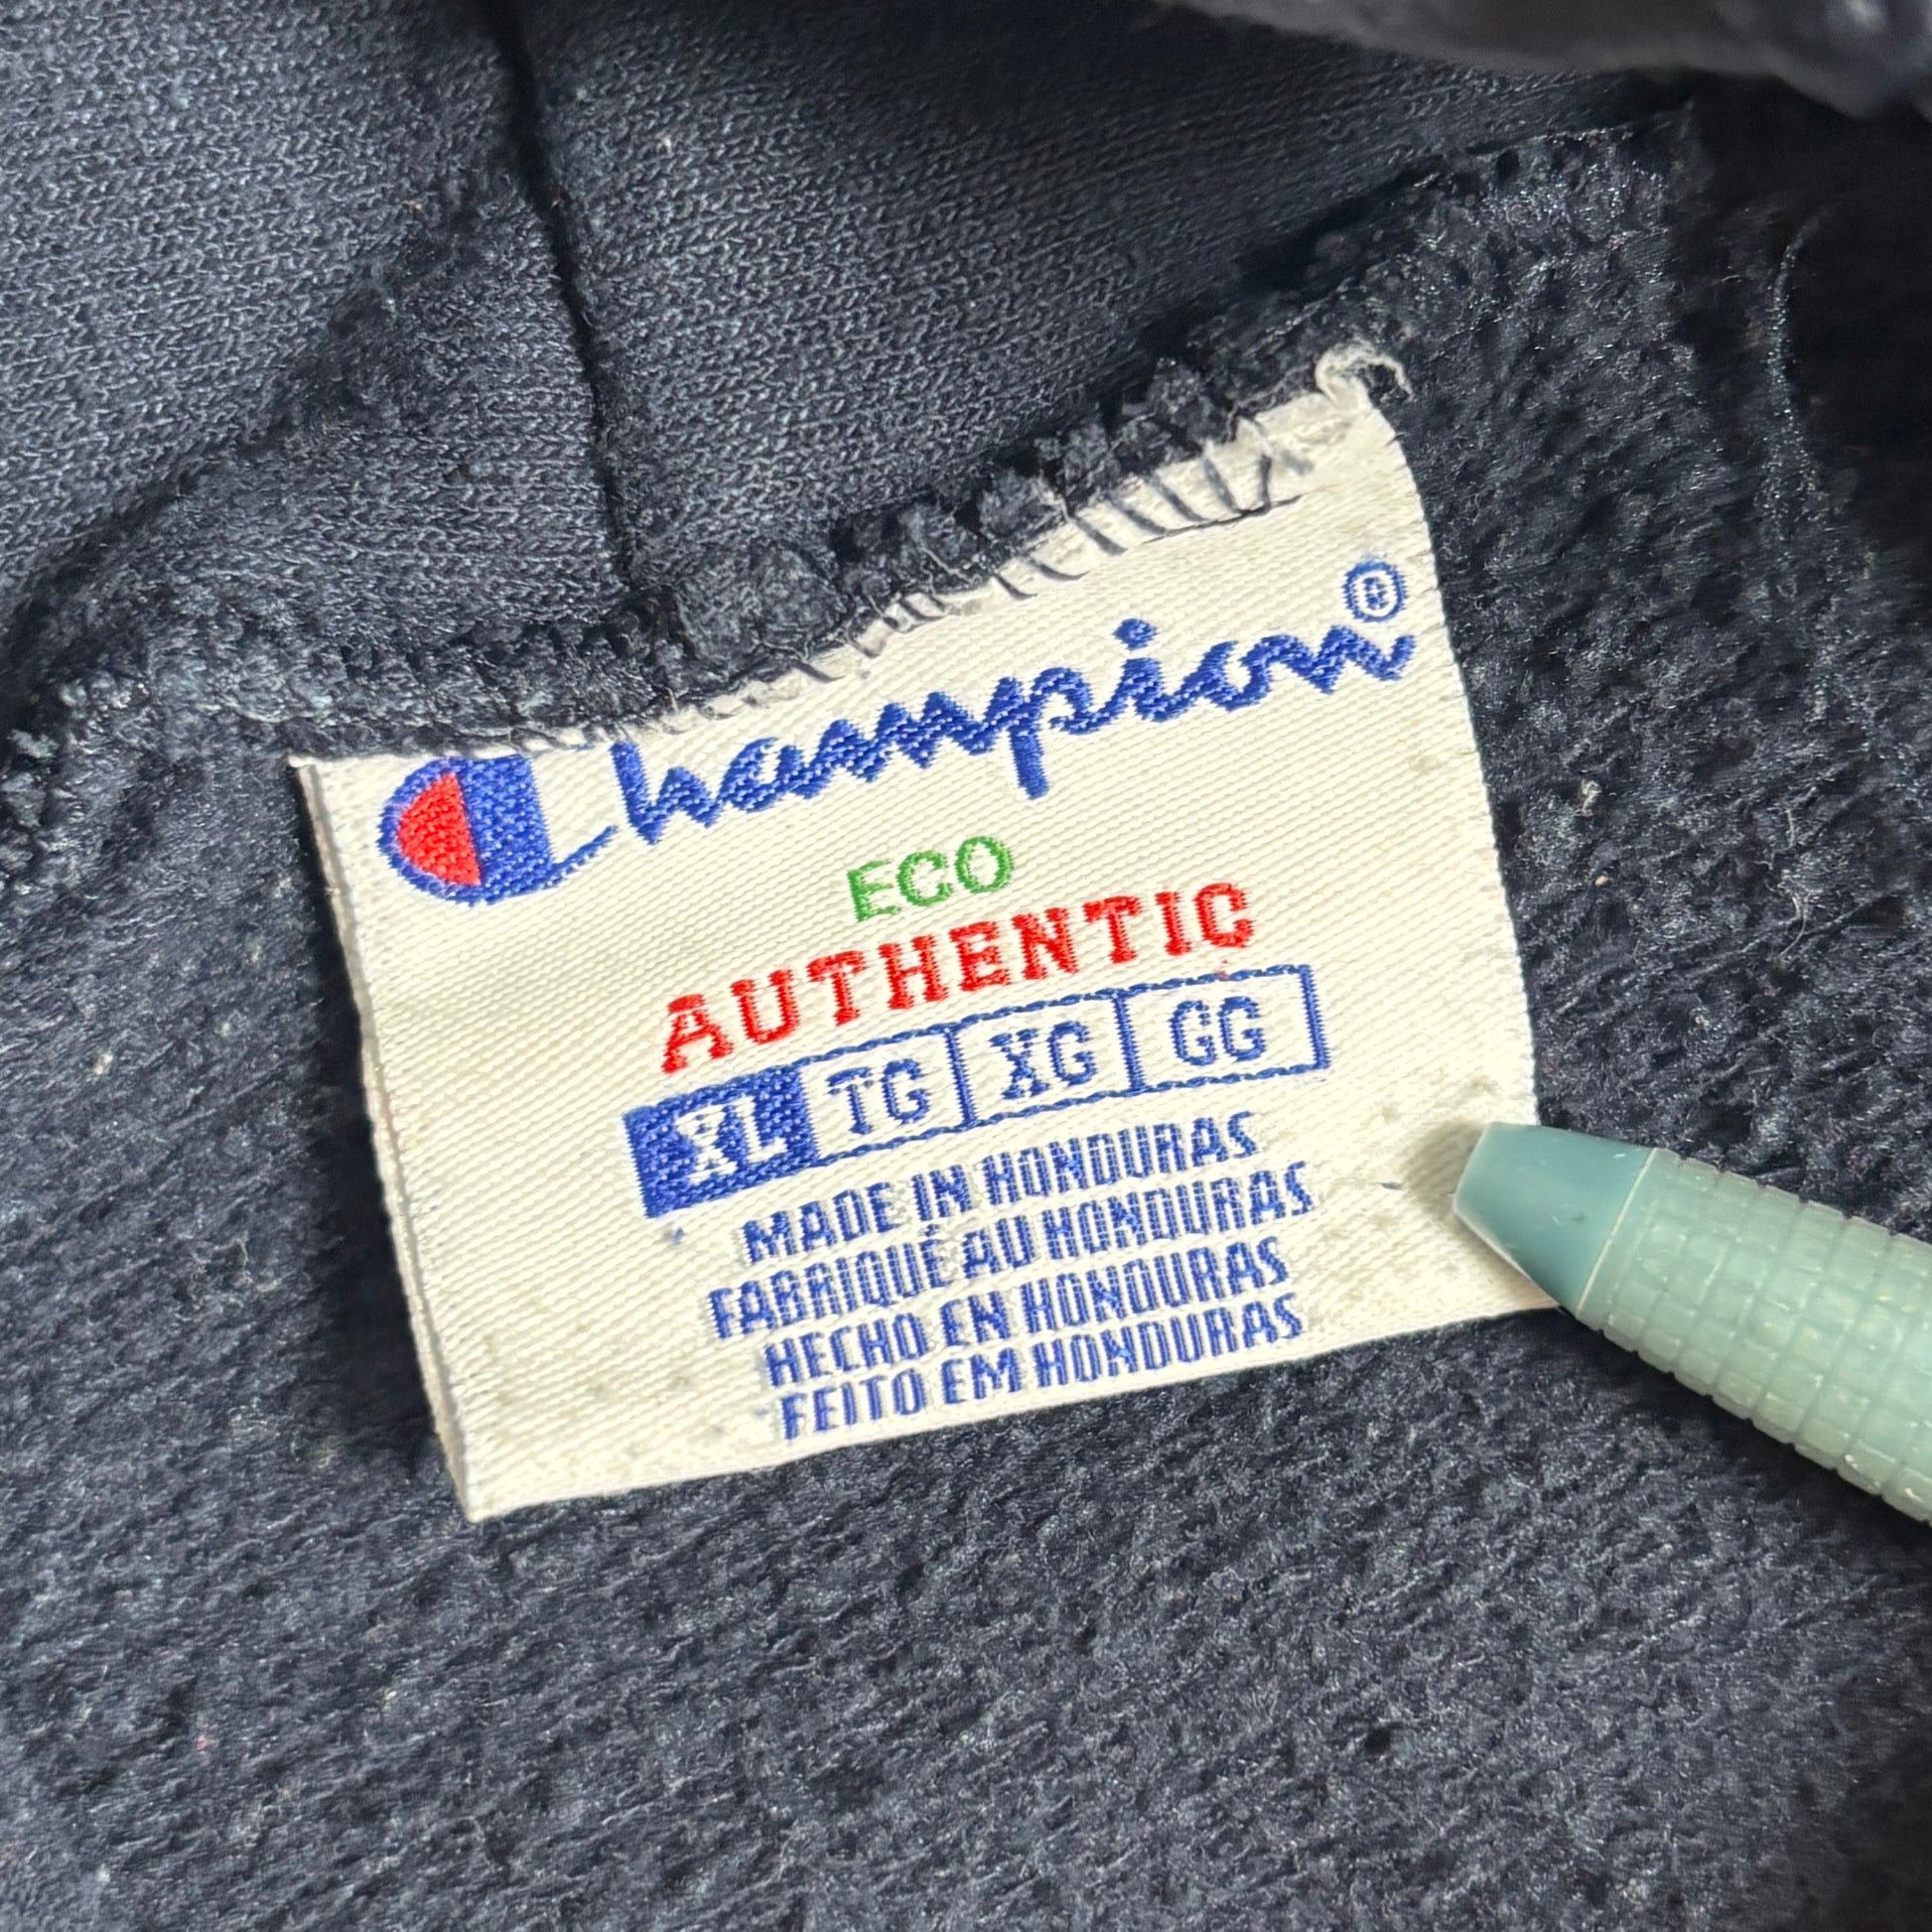 Champion®
ECO
AUTHENTIC
XL TG XG GG
MADE IN HONDURAS
FABRIQUÉ AU HONDURAS
HECHO EN HONDURAS
FEITO EM HONDURAS